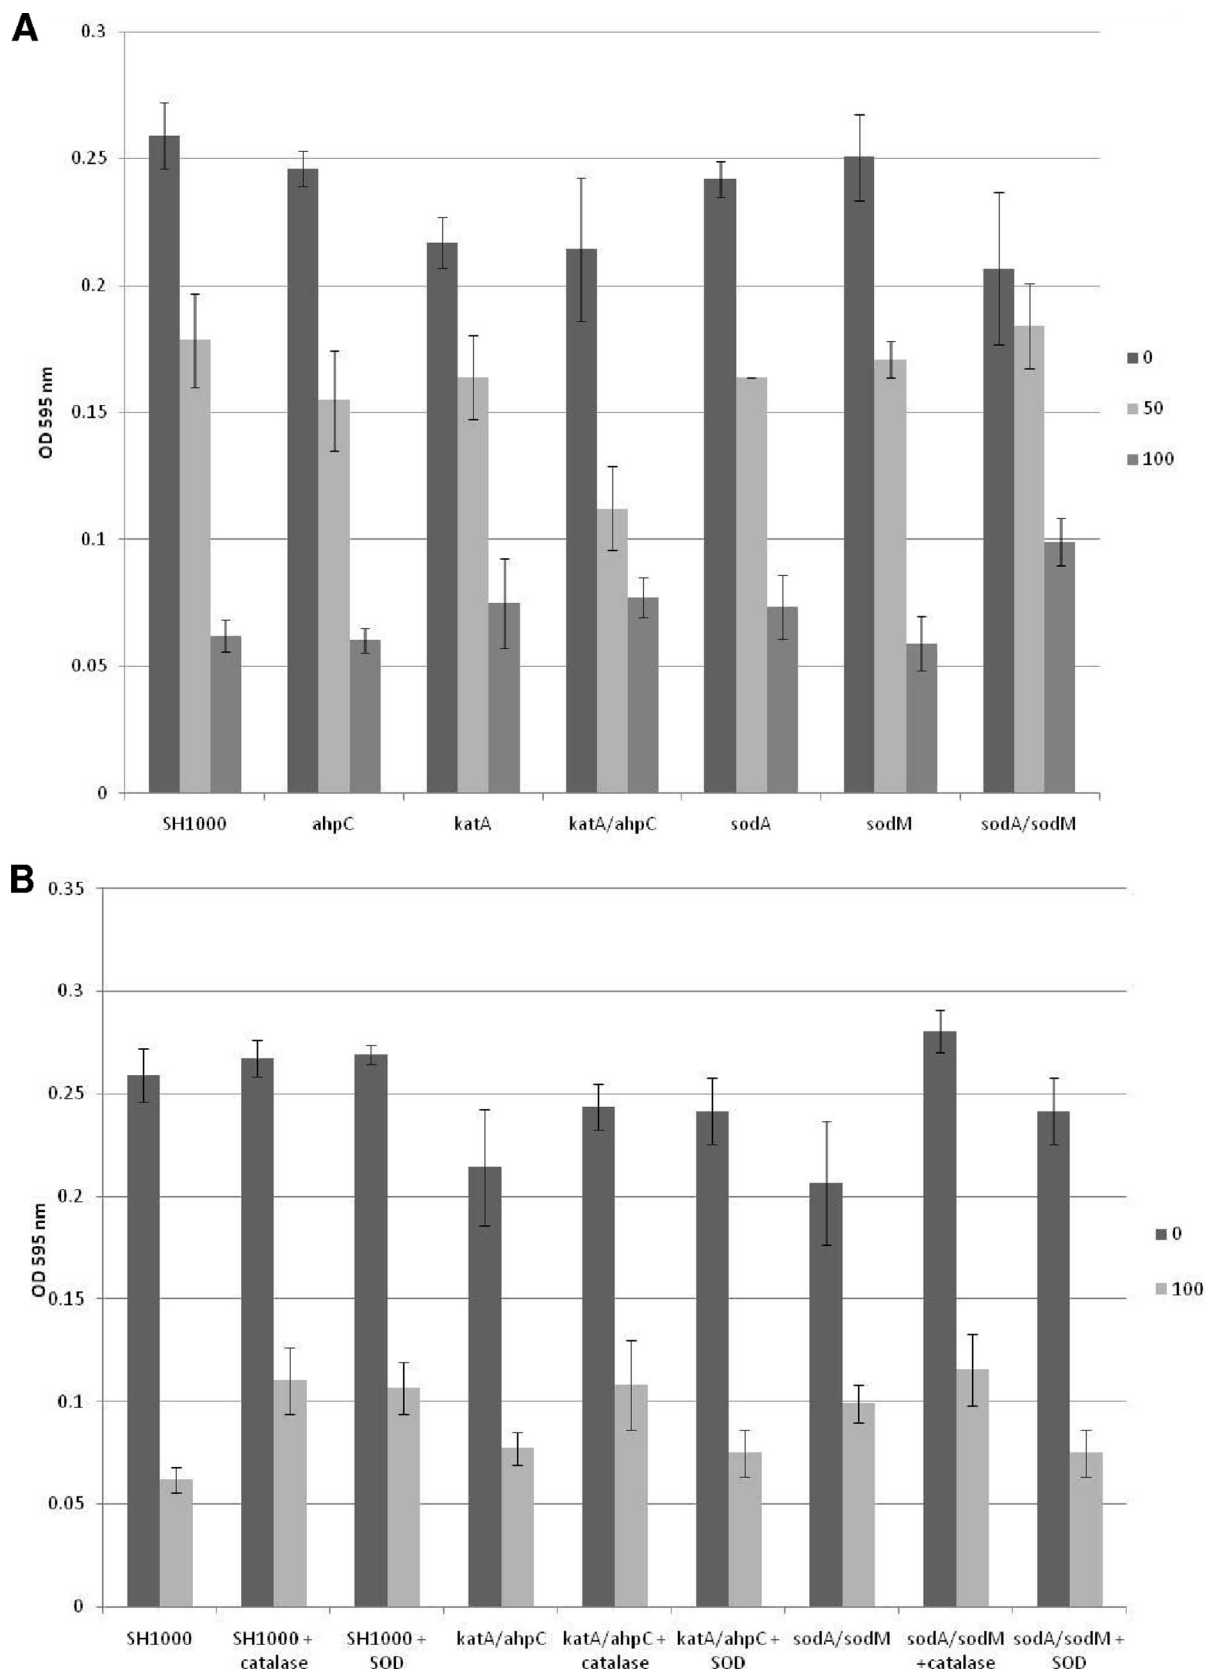 A
0.3
0.25
0.2
0.15
0.1
0.05
0
OD 595 nm
0
50
100
SH1000 ahpC katA katA/ahpC sodA sodM sodA/sodM
B
0.35
0.3
0.25
0.2
0.15
0.1
0.05
0
OD 595 nm
0
100
SH1000 SH1000 + SH1000 + katA/ahpC katA/ahpC + katA/ahpC + sodA/sodM sodA/sodM sodA/sodM +
catalase SOD catalase SOD +catalase SOD